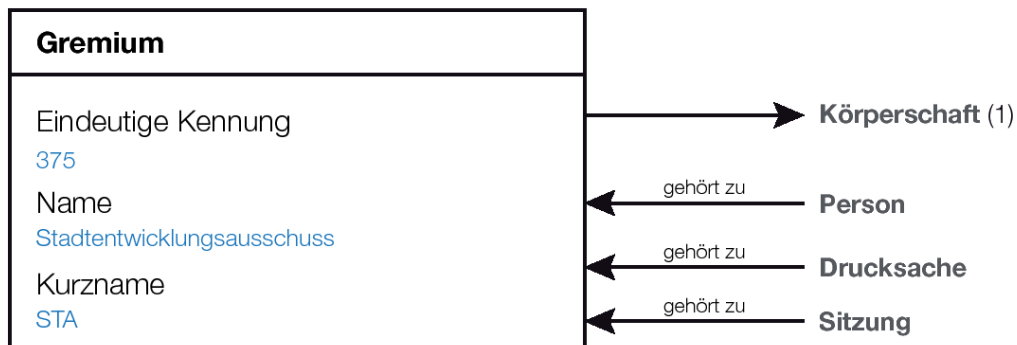 Gremium
Eindeutige Kennung
375
Name
Stadtentwicklungsausschuss
Kurzname
STA
Körperschaft (1)
gehört zu
Person
gehört zu
Drucksache
gehört zu
Sitzung